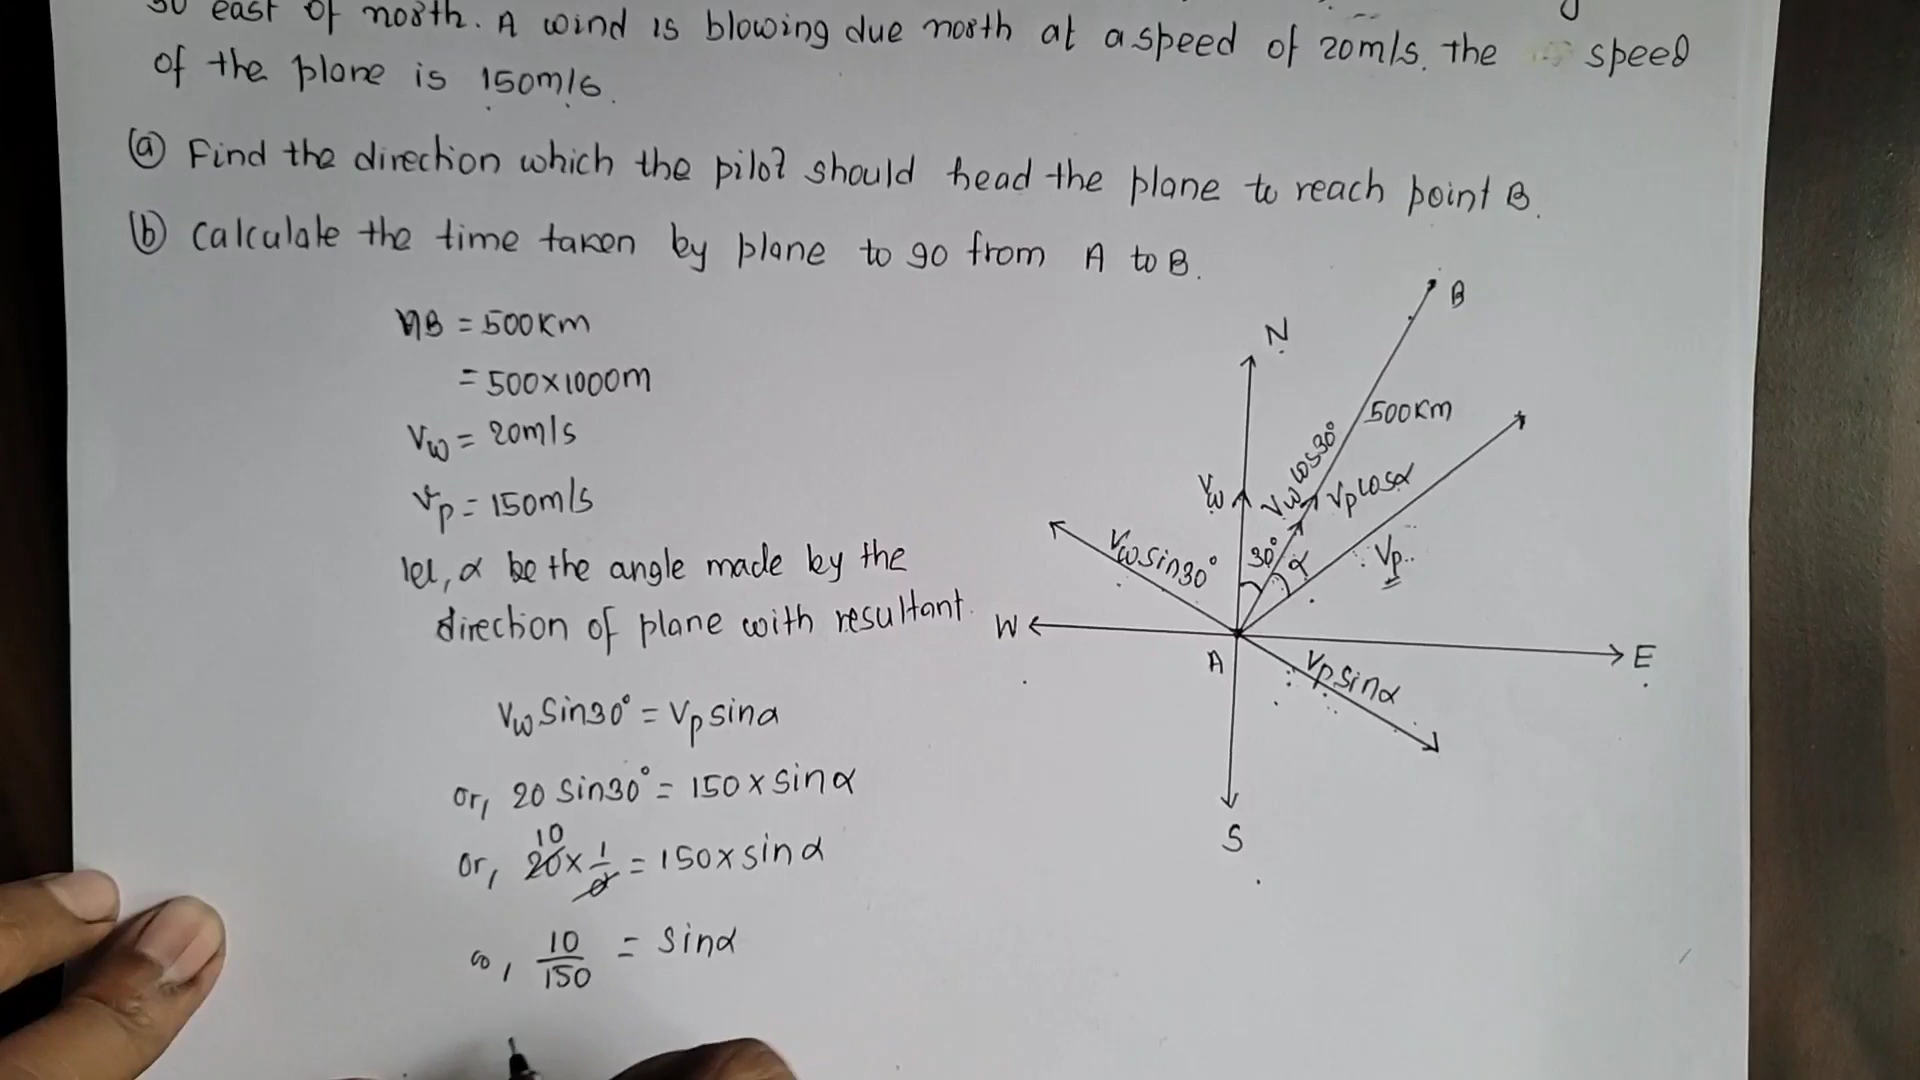 30° east of north. A wind is blowing due north at a speed of 20m/s. the speed
of the plane is 150m/s.
(a) Find the direction which the pilot should head the plane to reach point B.
(b) calculate the time taken by plane to go from A to B.
AB = 500km
= 500×1000m
Vw = 20m/s
Vp = 150m/s
let, α be the angle made by the
direction of plane with resultant.
Vw Sin30° = Vp sinα
or, 20 Sin30° = 150 × sinα
10
or, 20 × 1/2 = 150 × sinα
or, 10/150 = sinα
B
N
500km
Vw cos30°
Vw
Vp cosα
Vw sin30°
30°
α
Vp
W
A
E
Vp sinα
S